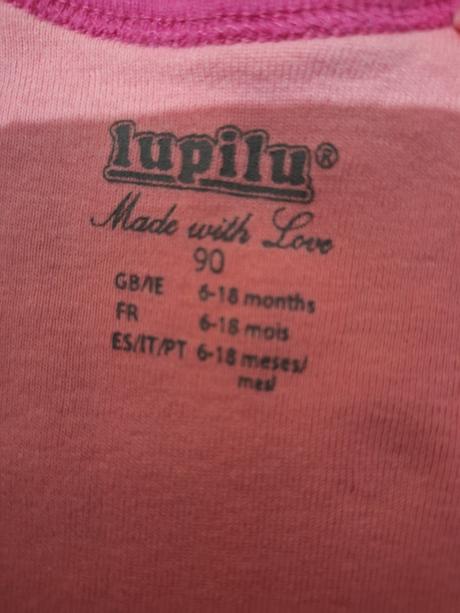 lupilu®
Made with Love
90
GB/IE 6-18 months
FR 6-18 mois
ES/IT/PT 6-18 meses/
mesi